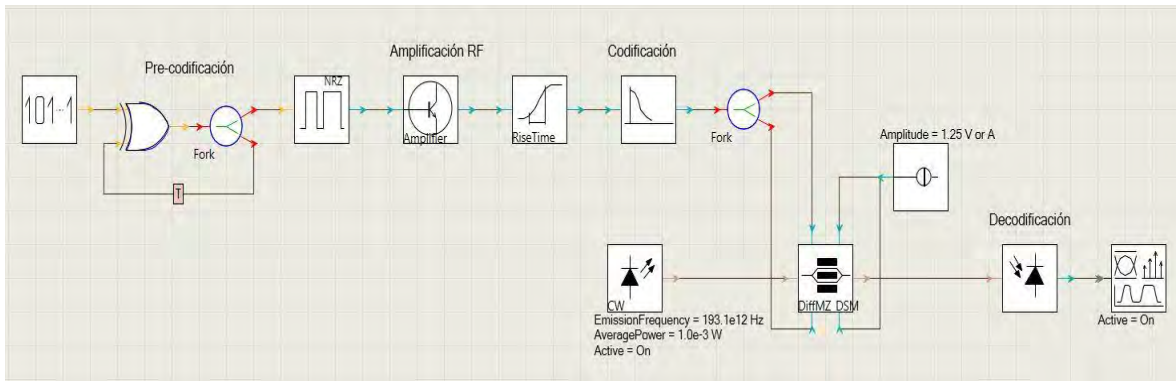 Amplificación RF
Codificación
Pre-codificación
101...1
NRZ
Amplifier
RiseTime
Fork
Fork
T
Amplitude = 1.25 V or A
Decodificación
CW
DiffMZ_DSM
EmissionFrequency = 193.1e12 Hz
AveragePower = 1.0e-3 W
Active = On
Active = On